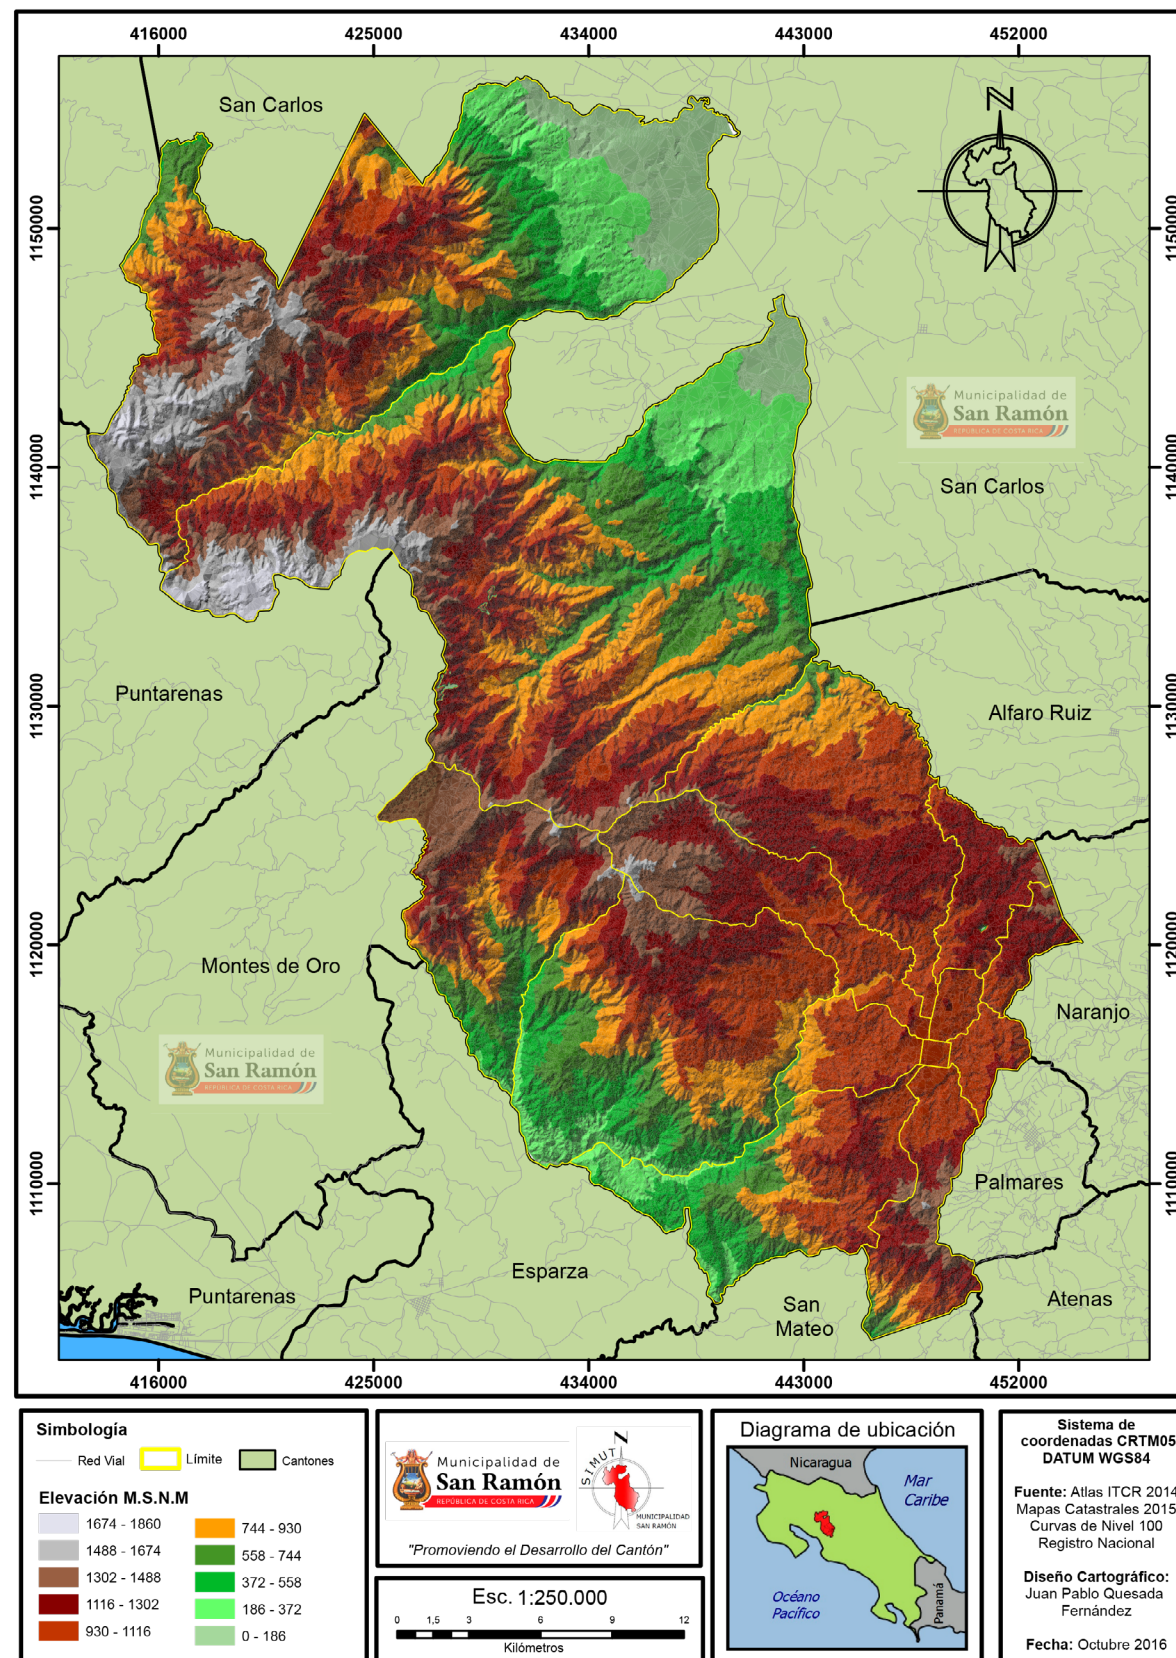 416000 425000 434000 443000 452000
San Carlos
N
1150000
1150000
Municipalidad de
San Ramón
REPÚBLICA DE COSTA RICA
1140000
1140000
San Carlos
Puntarenas
1130000
1130000
Alfaro Ruiz
1120000
1120000
Montes de Oro
Naranjo
Municipalidad de
San Ramón
REPÚBLICA DE COSTA RICA
1110000
1110000
Palmares
Esparza
Puntarenas
San
Mateo
Atenas
416000 425000 434000 443000 452000
Simbología
Red Vial Límite Cantones
Elevación M.S.N.M
1674 - 1860
1488 - 1674
1302 - 1488
1116 - 1302
930 - 1116
744 - 930
558 - 744
372 - 558
186 - 372
0 - 186
Municipalidad de
San Ramón
REPÚBLICA DE COSTA RICA
N
SIMUT
MUNICIPALIDAD
SAN RAMÓN
"Promoviendo el Desarrollo del Cantón"
Esc. 1:250.000
0 1,5 3 6 9 12
Kilómetros
Diagrama de ubicación
Nicaragua
Mar
Caribe
Océano
Pacífico
Panamá
Sistema de
coordenadas CRTM05
DATUM WGS84
Fuente: Atlas ITCR 2014
Mapas Catastrales 2015
Curvas de Nivel 100
Registro Nacional
Diseño Cartográfico:
Juan Pablo Quesada
Fernández
Fecha: Octubre 2016